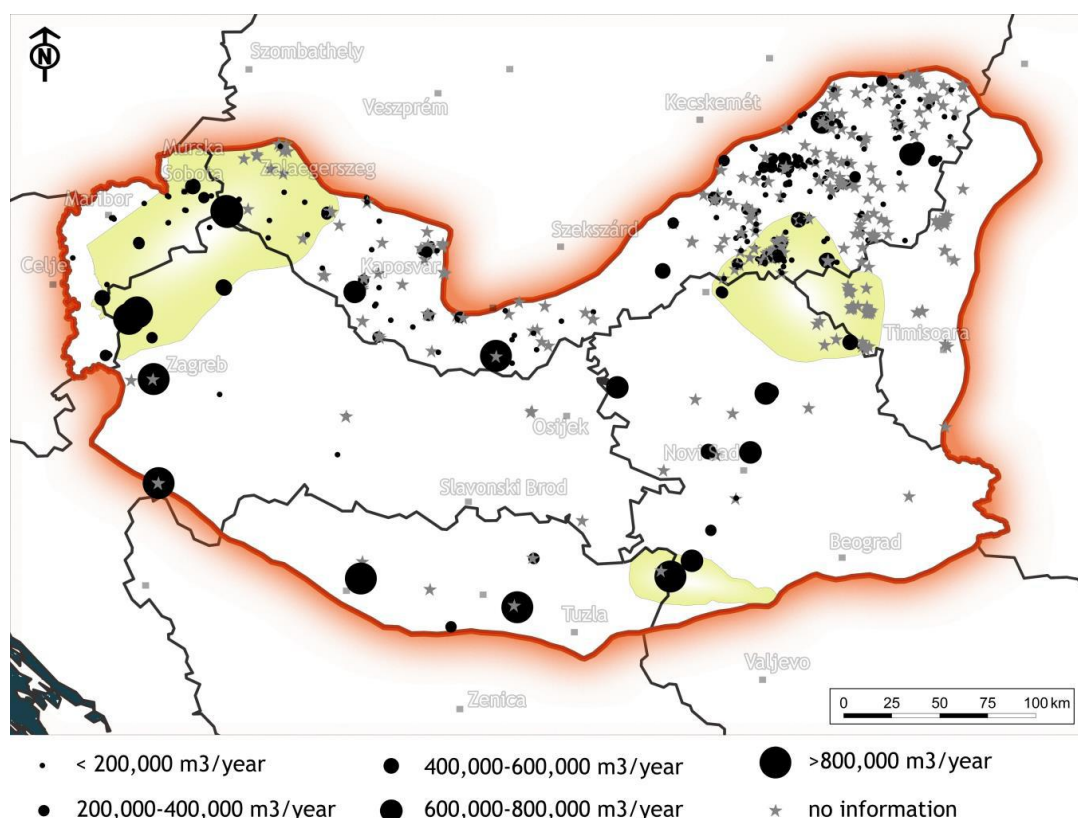 N
Szombathely
Veszprém
Kecskemét
Murska
Sobota
Zalaegerszeg
Maribor
Szekszárd
Celje
Kaposvár
Timisoara
Zagreb
Osijek
Novi Sad
Slavonski Brod
Beograd
Tuzla
Valjevo
Zenica
0 25 50 75 100 km
< 200,000 m3/year
400,000-600,000 m3/year
>800,000 m3/year
200,000-400,000 m3/year
600,000-800,000 m3/year
no information